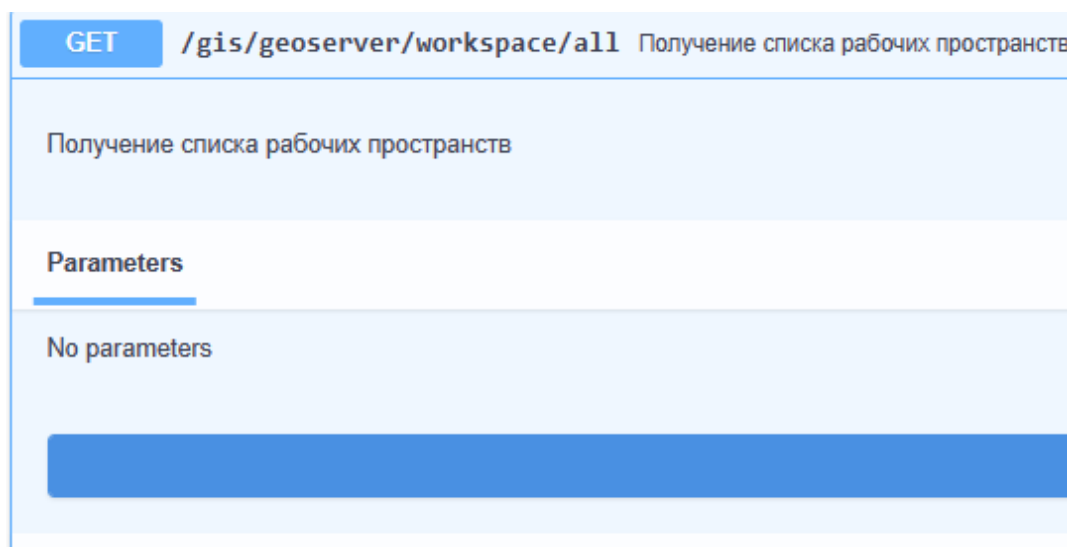 GET /gis/geoserver/workspace/all Получение списка рабочих пространств
Получение списка рабочих пространств
Parameters
No parameters